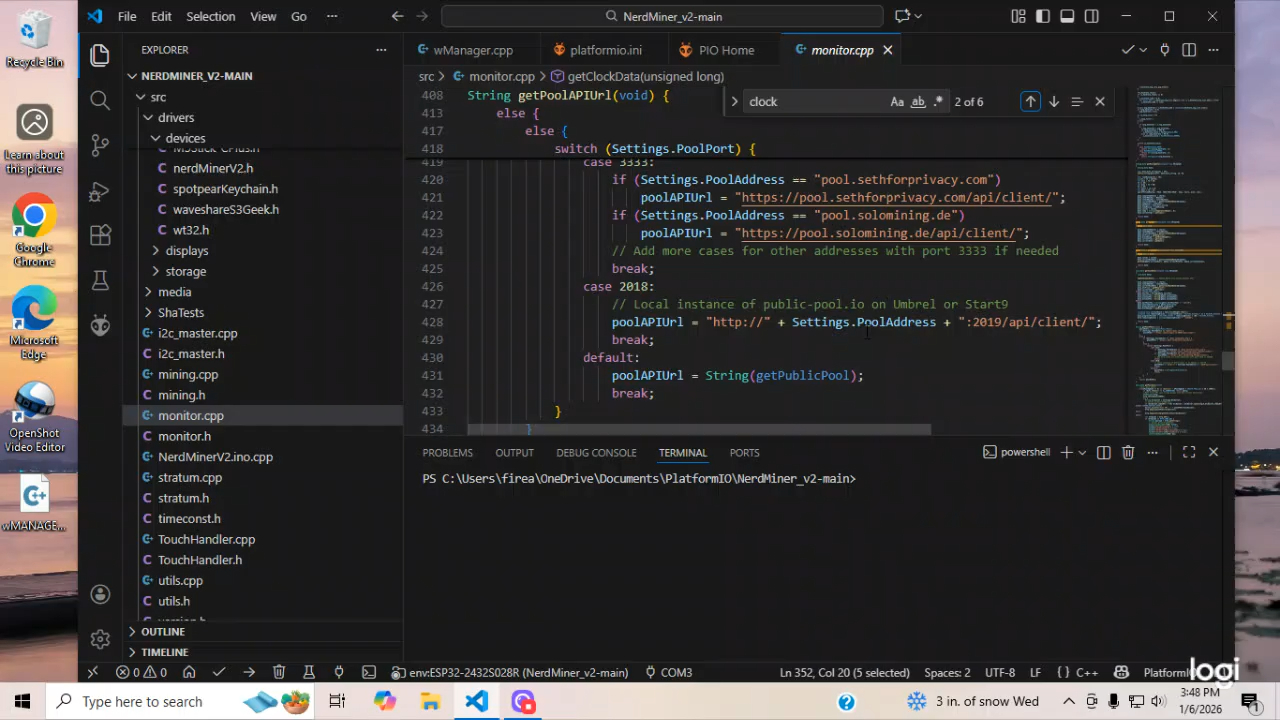 Recycle Bin
Learn about
this picture
Google
Chrome
Microsoft
Edge
OpenShot
Video Editor
wMANAGE...
File Edit Selection View Go ...
NerdMiner_v2-main
EXPLORER
NERDMINER_V2-MAIN
src
drivers
devices
nerdMinerV2.h
spotpearKeychain.h
waveshareS3Geek.h
wt32.h
displays
storage
media
ShaTests
i2c_master.cpp
i2c_master.h
mining.cpp
mining.h
monitor.cpp
monitor.h
NerdMinerV2.ino.cpp
stratum.cpp
stratum.h
timeconst.h
TouchHandler.cpp
TouchHandler.h
utils.cpp
utils.h
OUTLINE
TIMELINE
wManager.cpp platformio.ini PIO Home monitor.cpp
src > monitor.cpp > getClockData(unsigned long)
clock Aa ab .* 2 of 6
408 String getPoolAPIUrl(void) {
else {
417 else {
418 switch (Settings.PoolPort) {
419 case 3333:
420 if (Settings.PoolAddress == "pool.sethforprivacy.com")
421 poolAPIUrl = "https://pool.sethforprivacy.com/api/client/";
422 if (Settings.PoolAddress == "pool.solomining.de")
423 poolAPIUrl = "https://pool.solomining.de/api/client/";
424 // Add more cases for other addresses with port 3333 if needed
425 break;
426 case 2018:
427 // Local instance of public-pool.io on Umbrel or Start9
428 poolAPIUrl = "http://" + Settings.PoolAddress + ":2019/api/client/";
429 break;
430 default:
431 poolAPIUrl = String(getPublicPool);
432 break;
433 }
434 }
PROBLEMS OUTPUT DEBUG CONSOLE TERMINAL PORTS
powershell
PS C:\Users\firea\OneDrive\Documents\PlatformIO\NerdMiner_v2-main>
0 0 env:ESP32-2432S028R (NerdMiner_v2-main) COM3 Ln 352, Col 20 (5 selected) Spaces: 2 UTF-8 LF {} C++
logi
Type here to search
3 in. of snow Wed
3:48 PM
1/6/2026